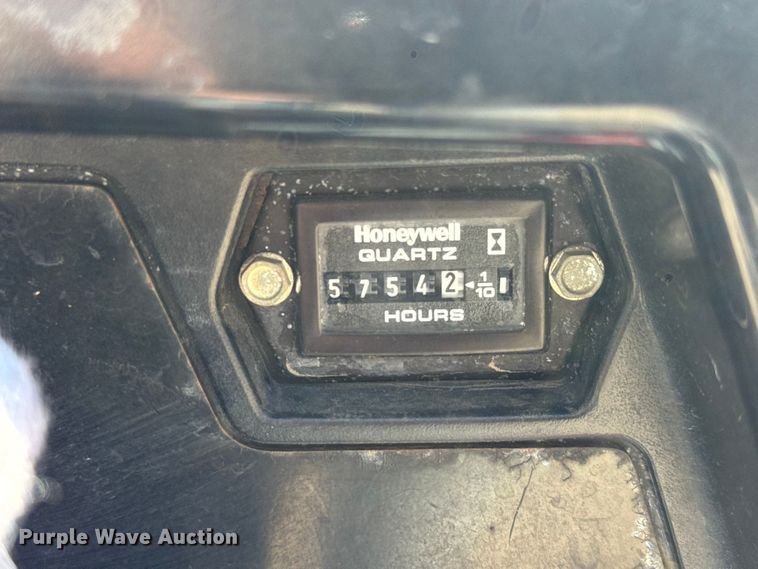 Honeywell
QUARTZ
5 7 5 4 2 ◄ 1/10
HOURS
Purple Wave Auction